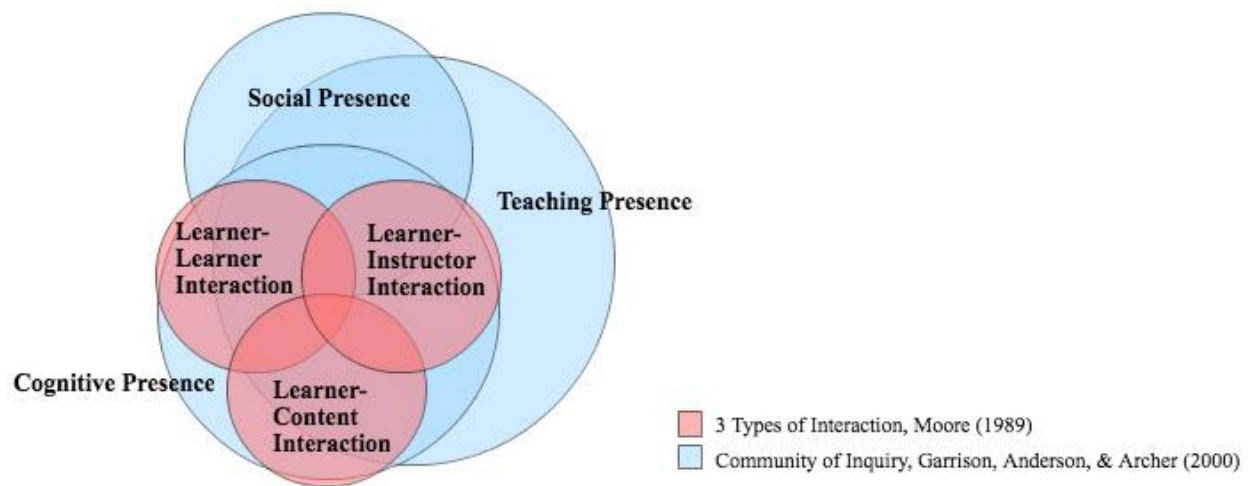 Social Presence
Teaching Presence
Learner-
Learner
Interaction
Learner-
Instructor
Interaction
Cognitive Presence
Learner-
Content
Interaction
3 Types of Interaction, Moore (1989)
Community of Inquiry, Garrison, Anderson, & Archer (2000)